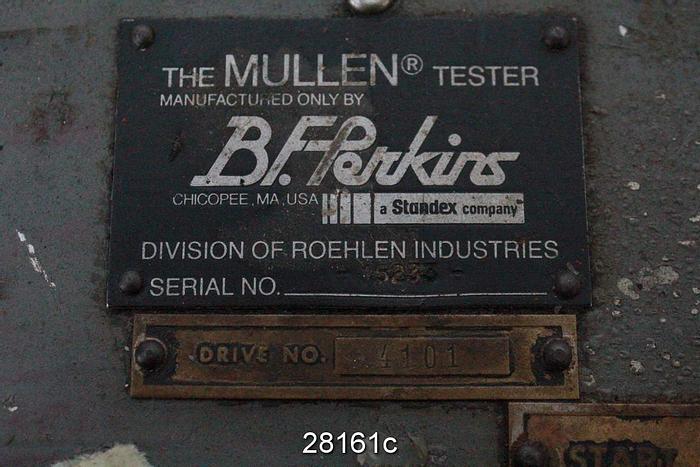 THE MULLEN® TESTER
MANUFACTURED ONLY BY
B.F. Perkins
CHICOPEE, MA, USA
a Standex company
DIVISION OF ROEHLEN INDUSTRIES
SERIAL NO.
DRIVE NO. 4101
START
28161c